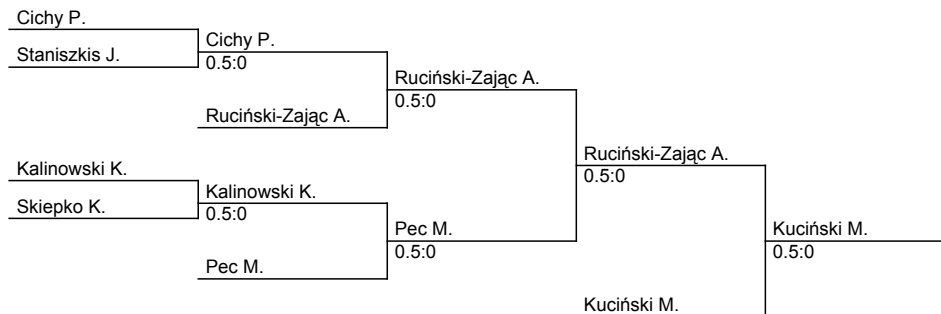 Cichy P.
Staniszkis J.
Cichy P.
0.5:0
Ruciński-Zając A.
Ruciński-Zając A.
0.5:0
Kalinowski K.
Skiepko K.
Kalinowski K.
0.5:0
Pec M.
Pec M.
0.5:0
Ruciński-Zając A.
0.5:0
Kuciński M.
Kuciński M.
0.5:0